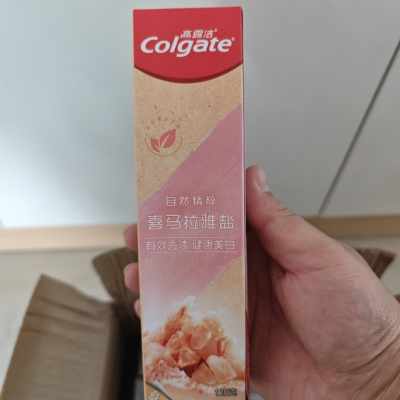 高露洁
Colgate
自然精粹
喜马拉雅盐
有效去渍 健康美白